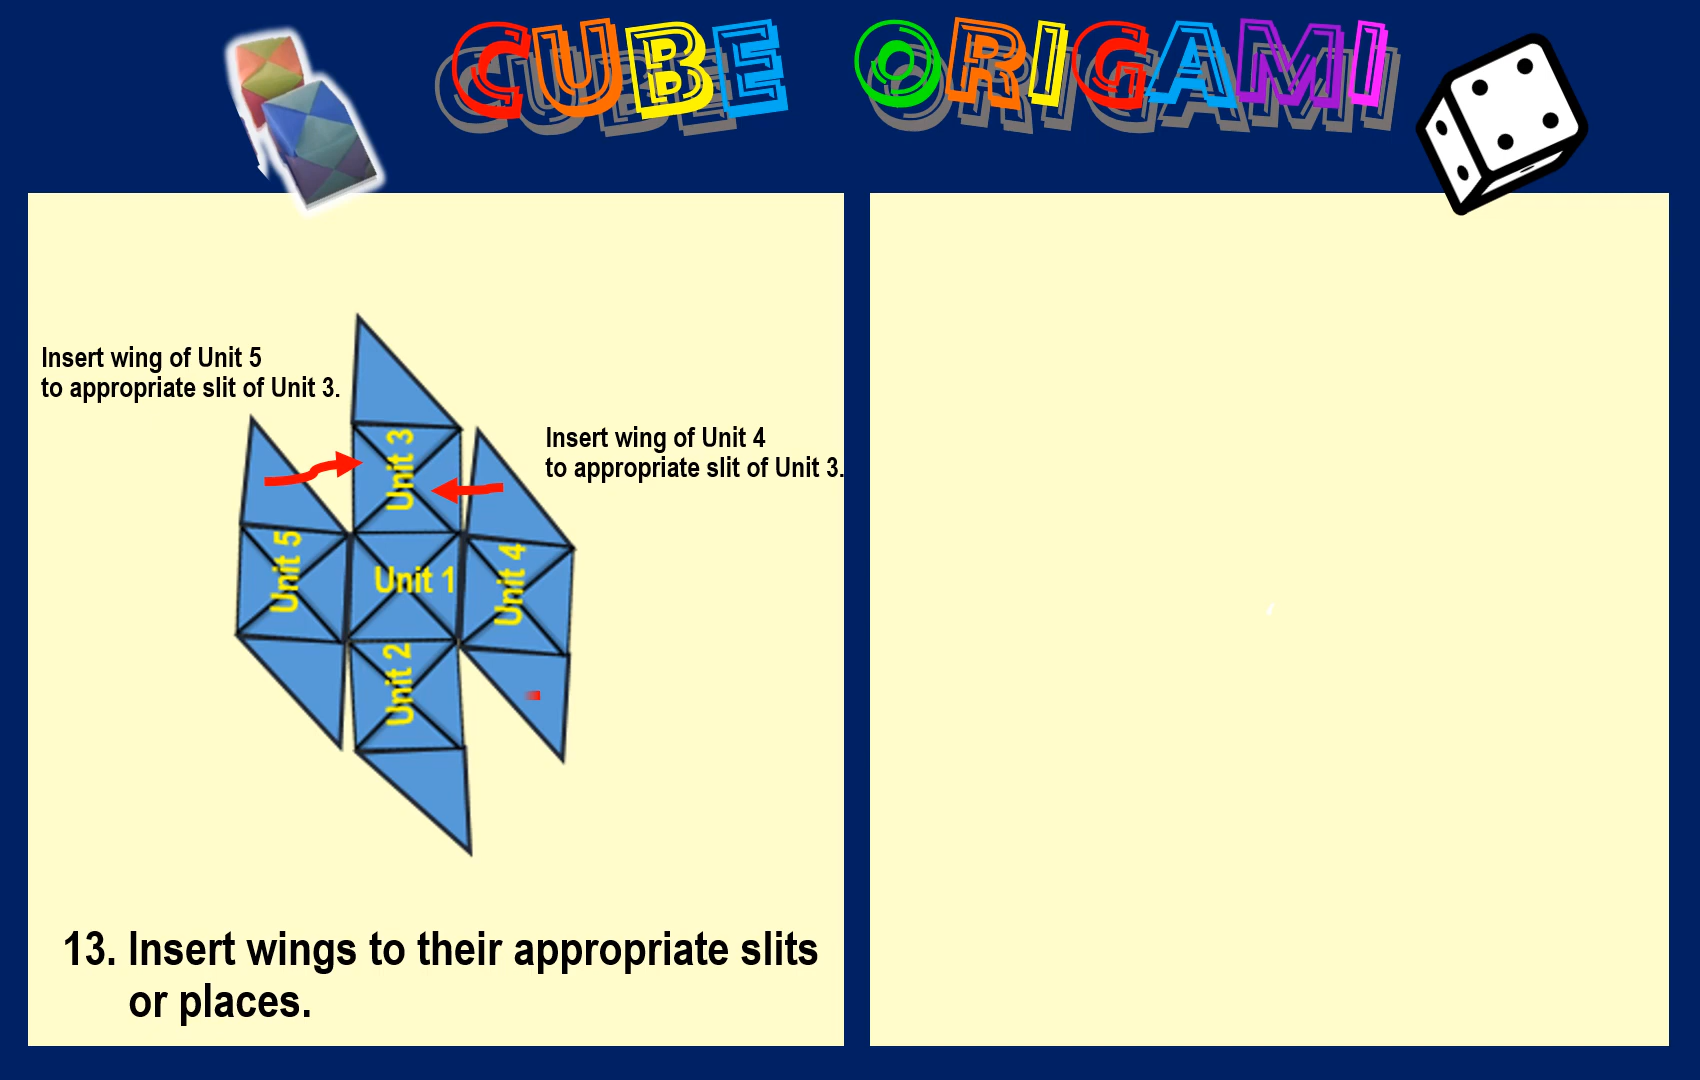 CUBE ORIGAMI
Insert wing of Unit 5
to appropriate slit of Unit 3.
Insert wing of Unit 4
to appropriate slit of Unit 3.
Unit 3
Unit 5
Unit 1
Unit 4
Unit 2
13. Insert wings to their appropriate slits
or places.